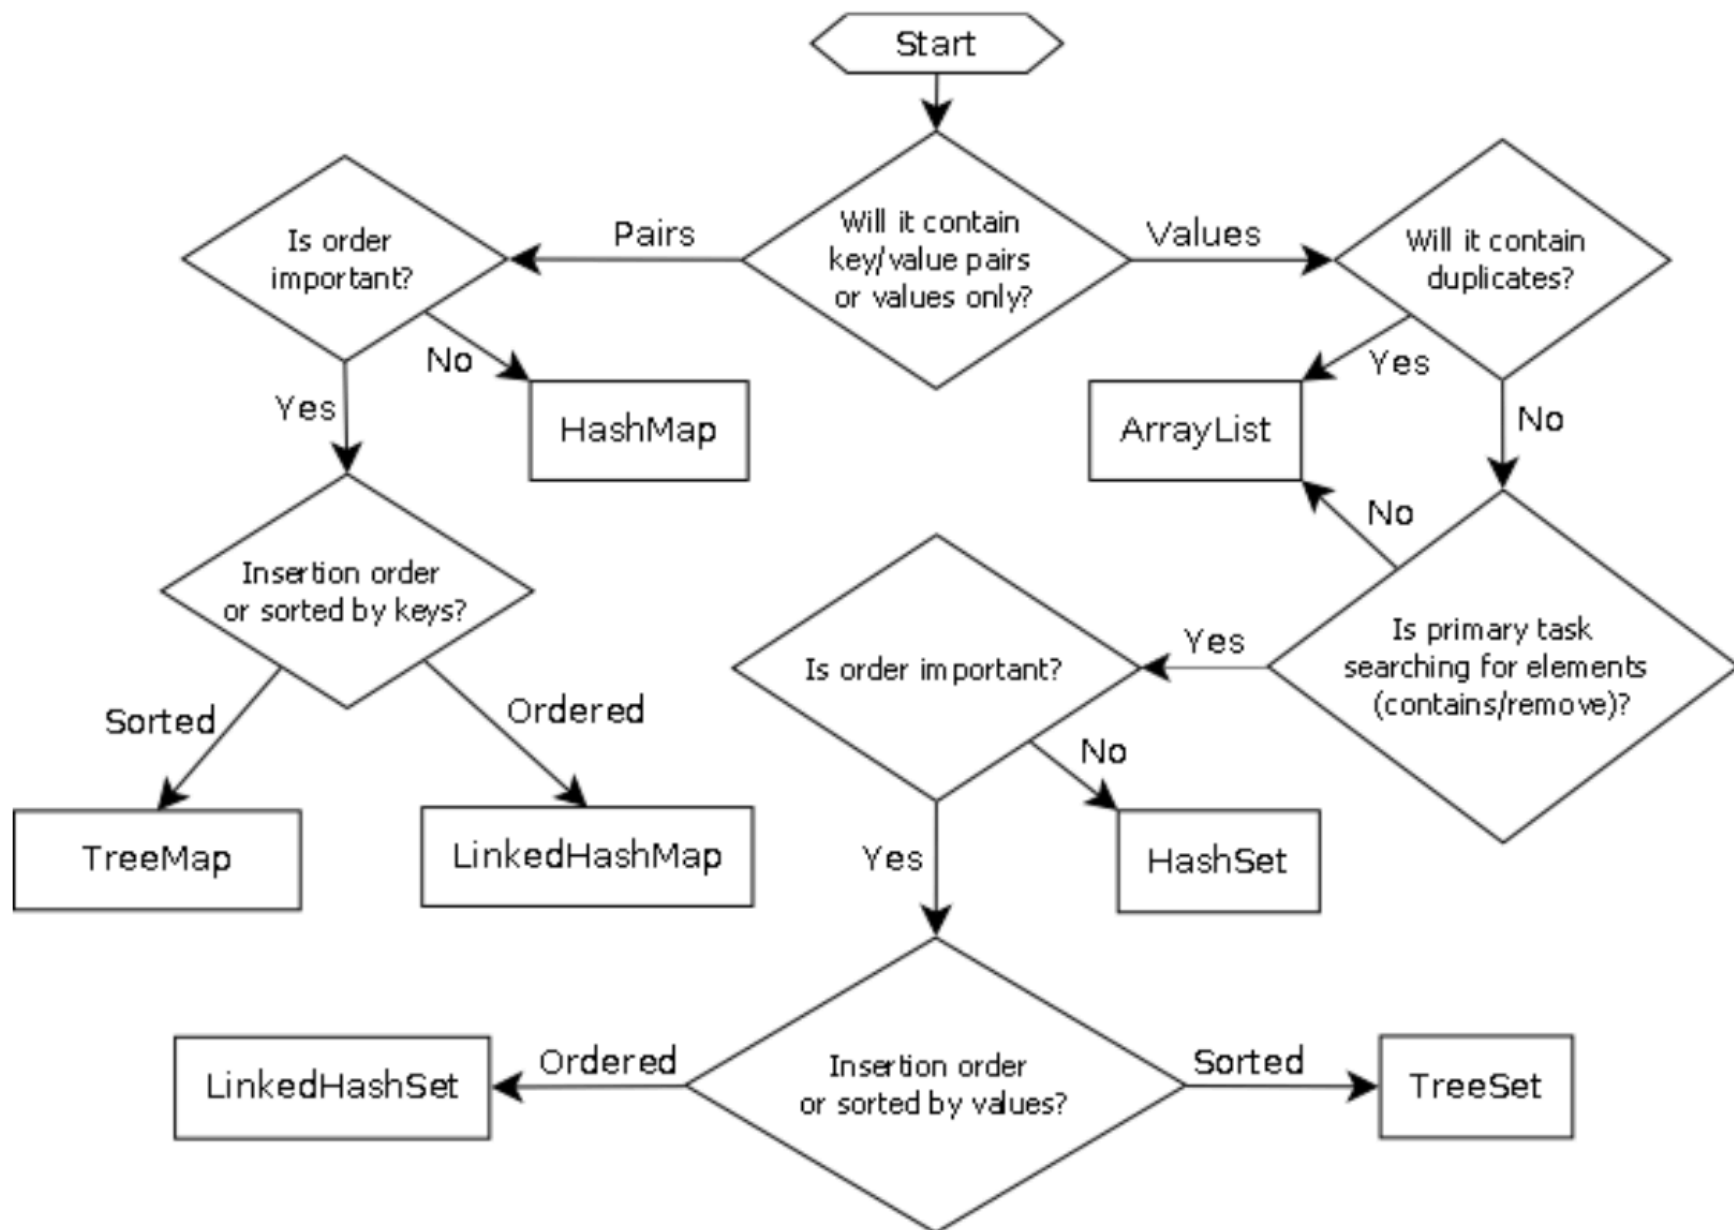 Start
Will it contain
key/value pairs
or values only?
Pairs
Values
Is order
important?
Will it contain
duplicates?
No
Yes
Yes
No
HashMap
ArrayList
No
Insertion order
or sorted by keys?
Is order important?
Yes
Is primary task
searching for elements
(contains/remove)?
Sorted
Ordered
No
TreeMap
LinkedHashMap
Yes
HashSet
Insertion order
or sorted by values?
Ordered
Sorted
LinkedHashSet
TreeSet